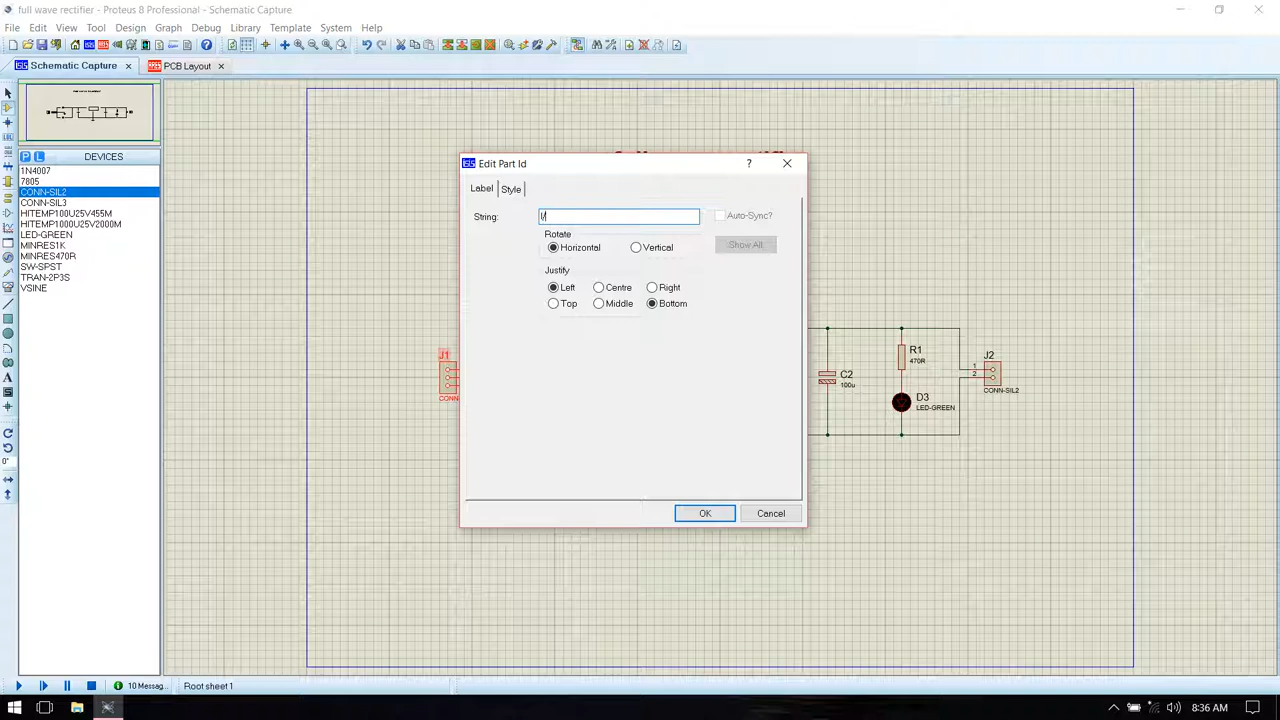 full wave rectifier - Proteus 8 Professional - Schematic Capture
File Edit View Tool Design Graph Debug Library Template System Help
Schematic Capture
PCB Layout
P L DEVICES
1N4007
7805
CONN-SIL2
CONN-SIL3
HITEMP100U25V455M
HITEMP1000U25V2000M
LED-GREEN
MINRES1K
MINRES470R
SW-SPST
TRAN-2P3S
VSINE
Edit Part Id
Label Style
String: I/
Auto-Sync?
Rotate
Horizontal Vertical
Show All
Justify
Left Centre Right
Top Middle Bottom
OK Cancel
J1
CONN
C2
100u
R1
470R
D3
LED-GREEN
J2
1
2
CONN-SIL2
0°
10 Messag...
Root sheet 1
8:36 AM